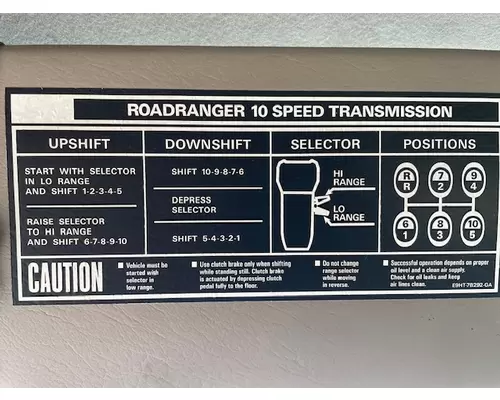 ROADRANGER 10 SPEED TRANSMISSION
UPSHIFT
START WITH SELECTOR
IN LO RANGE
AND SHIFT 1-2-3-4-5
RAISE SELECTOR
TO HI RANGE
AND SHIFT 6-7-8-9-10
DOWNSHIFT
SHIFT 10-9-8-7-6
DEPRESS
SELECTOR
SHIFT 5-4-3-2-1
SELECTOR
HI
RANGE
LO
RANGE
POSITIONS
R 7 9
R 2 4
6 8 10
1 3 5
CAUTION
■ Vehicle must be
started with
selector in
low range.
■ Use clutch brake only when shifting
while standing still. Clutch brake
is actuated by depressing clutch
pedal fully to the floor.
■ Do not change
range selector
while moving
in reverse.
■ Successful operation depends on proper
oil level and a clean air supply.
Check for oil leaks and keep
air lines clean.
E9HT-7B292-GA